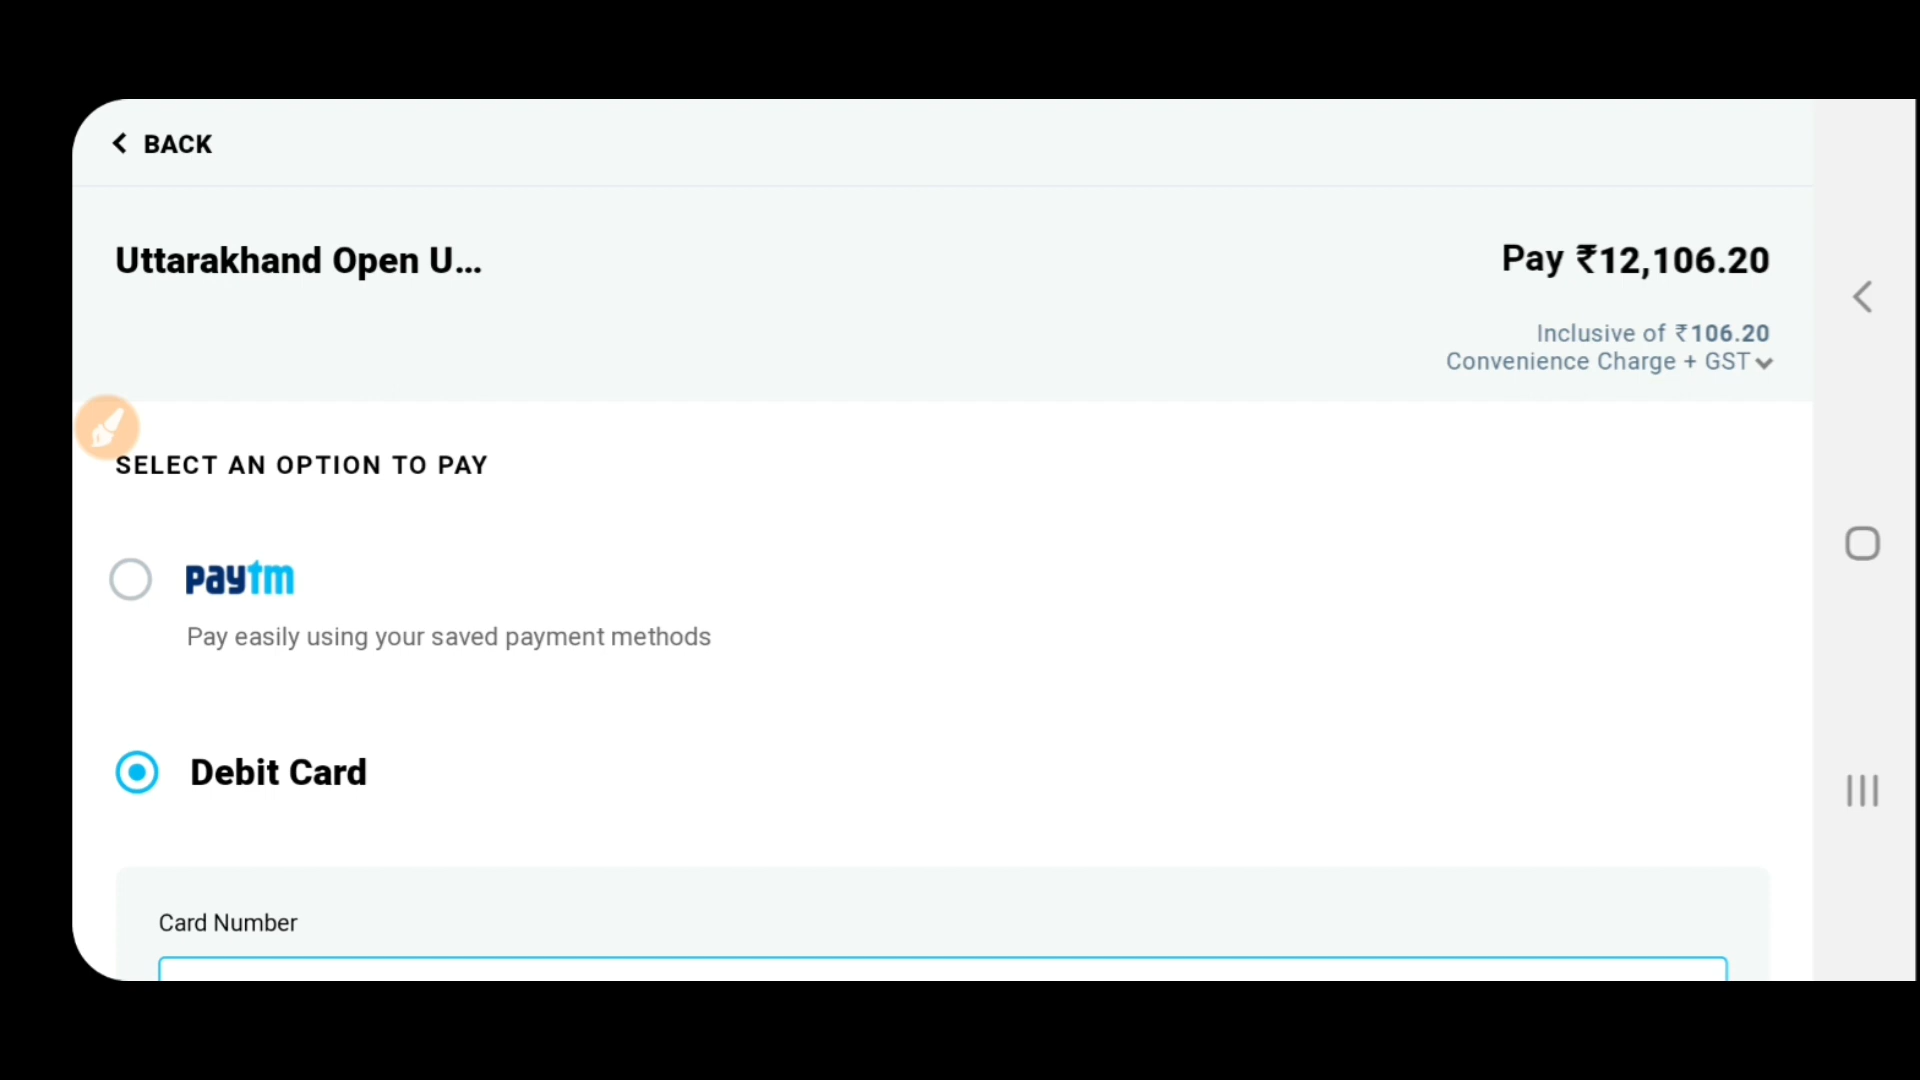 BACK
Uttarakhand Open U...
Pay ₹12,106.20
Inclusive of ₹106.20
Convenience Charge + GST
SELECT AN OPTION TO PAY
paytm
Pay easily using your saved payment methods
Debit Card
Card Number